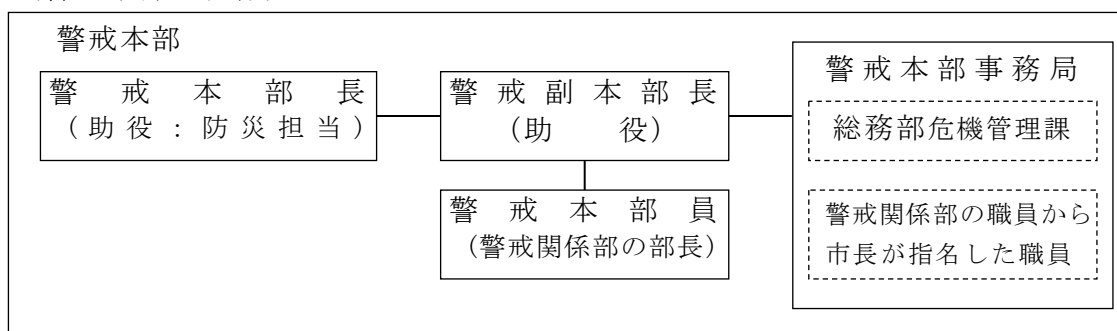 警戒本部
警戒本部長
（助役：防災担当）
警戒副本部長
（助　役）
警戒本部員
（警戒関係部の部長）
警戒本部事務局
総務部危機管理課
警戒関係部の職員から
市長が指名した職員